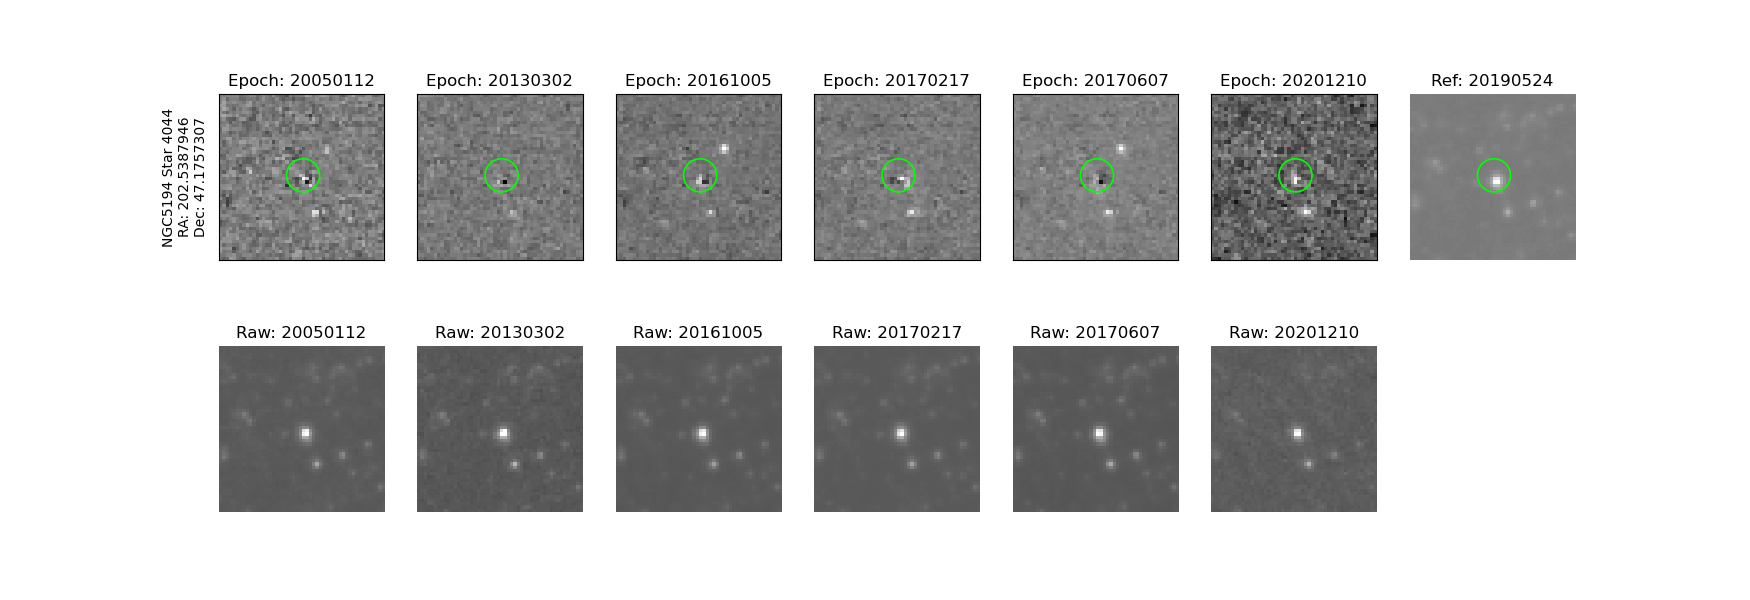 Epoch: 20050112
Epoch: 20130302
Epoch: 20161005
Epoch: 20170217
Epoch: 20170607
Epoch: 20201210
Ref: 20190524
NGC5194 Star 4044
RA: 202.5387946
Dec: 47.1757307
Raw: 20050112
Raw: 20130302
Raw: 20161005
Raw: 20170217
Raw: 20170607
Raw: 20201210